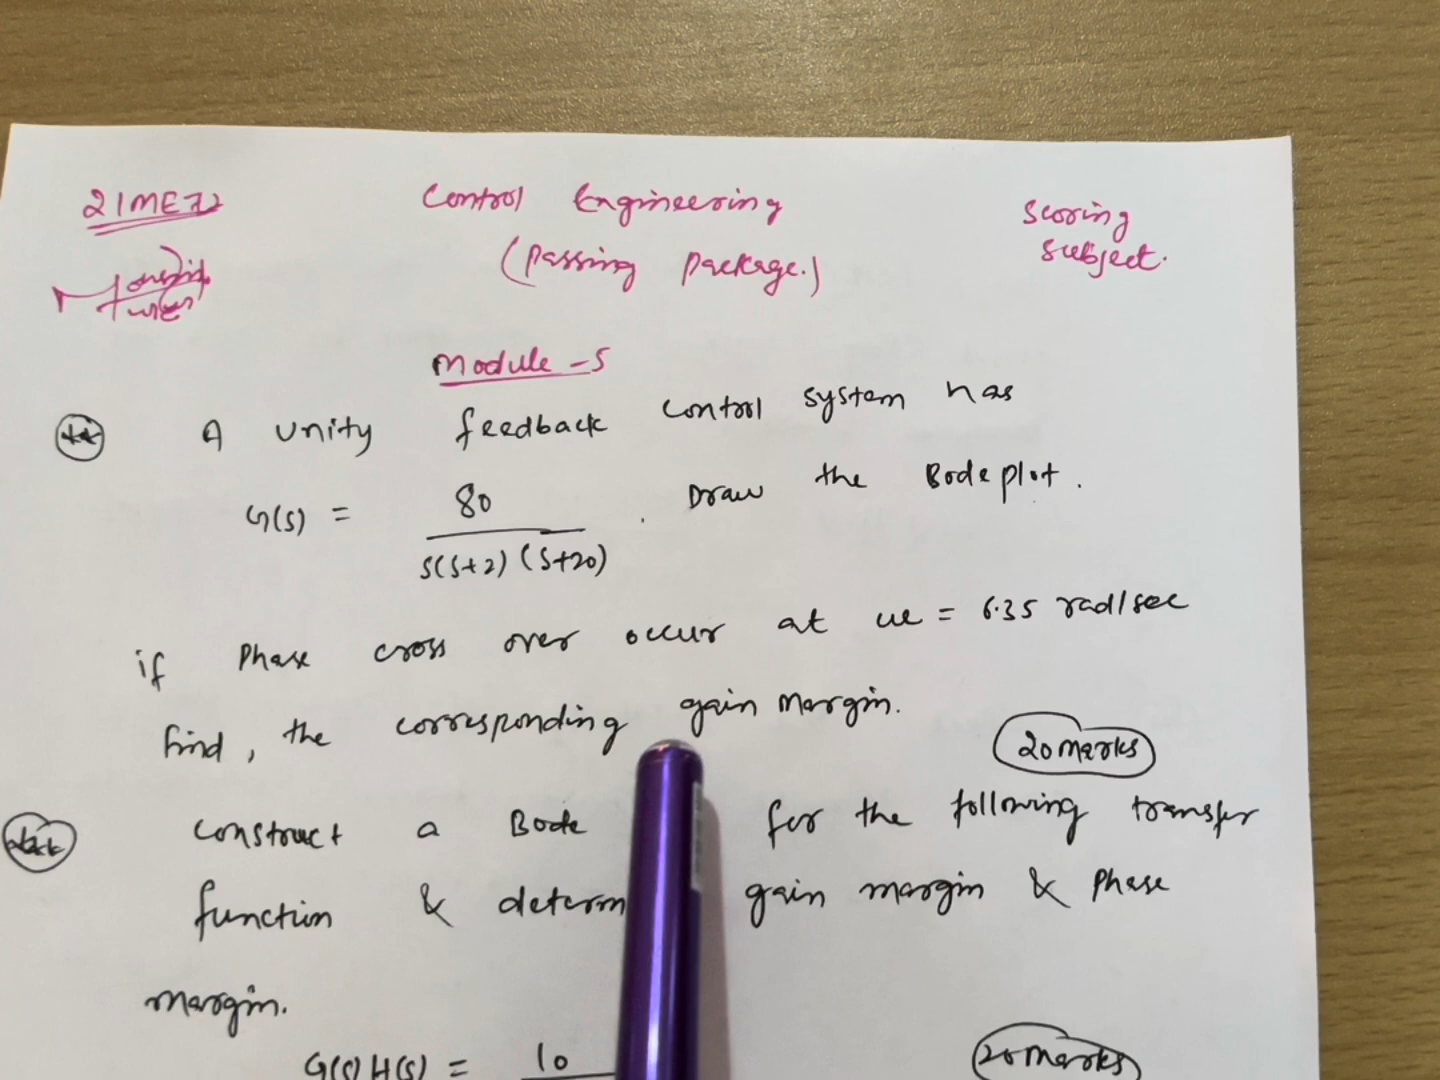 21ME72 Control Engineering Scoring
(Passing package.) subject.
Module-5
A unity feedback control system has
G(s) = 80 . Draw the Bode plot.
s(s+2) (s+20)
if Phase cross over occur at wc = 6.35 rad/sec
find, the corresponding gain margin.
20 marks
construct a Bode for the following transfer
function & determ gain margin & Phase
margin.
G(s) H(s) = 10
20 marks